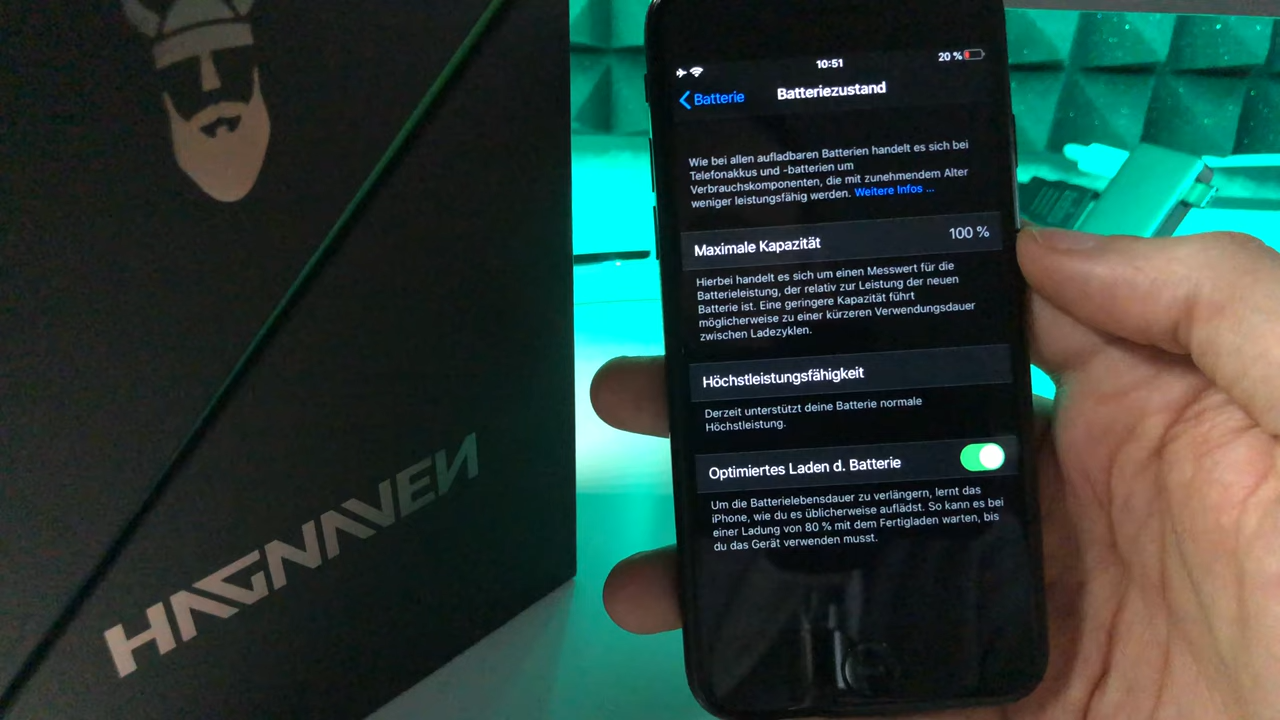 HAGNAVEN
10:51
20 %
Batterie
Batteriezustand
Wie bei allen aufladbaren Batterien handelt es sich bei
Telefonakkus und -batterien um
Verbrauchskomponenten, die mit zunehmendem Alter
weniger leistungsfähig werden. Weitere Infos ...
Maximale Kapazität 100 %
Hierbei handelt es sich um einen Messwert für die
Batterieleistung, der relativ zur Leistung der neuen
Batterie ist. Eine geringere Kapazität führt
möglicherweise zu einer kürzeren Verwendungsdauer
zwischen Ladezyklen.
Höchstleistungsfähigkeit
Derzeit unterstützt deine Batterie normale
Höchstleistung.
Optimiertes Laden d. Batterie
Um die Batterielebensdauer zu verlängern, lernt das
iPhone, wie du es üblicherweise auflädst. So kann es bei
einer Ladung von 80 % mit dem Fertigladen warten, bis
du das Gerät verwenden musst.